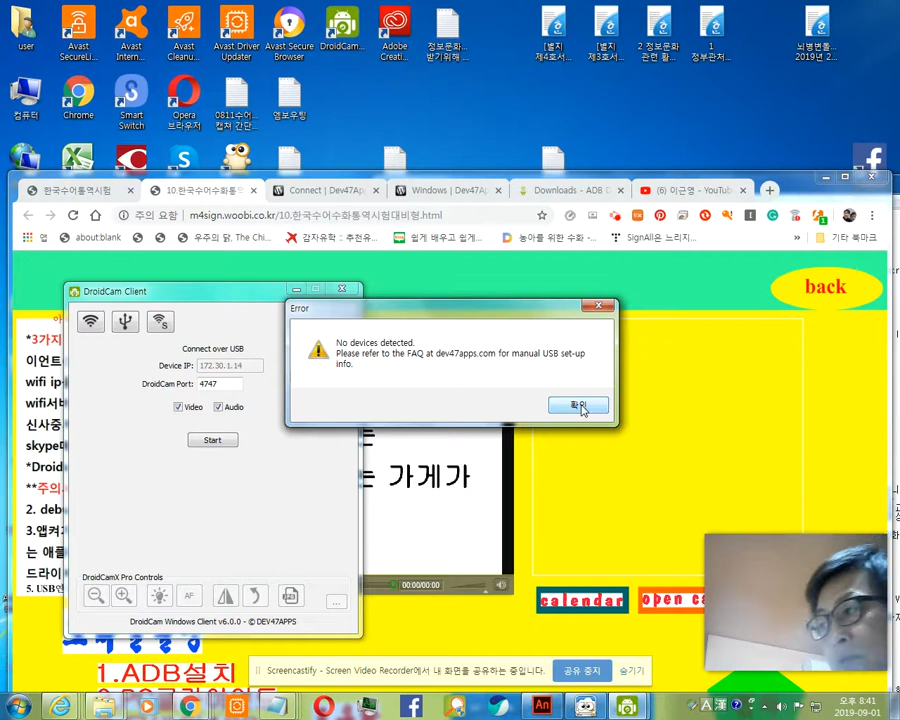 user
Avast
SecureLi...
Avast
Intern...
Avast
Cleanu...
Avast Driver
Updater
Avast Secure
Browser
DroidCam...
Adobe
Creati...
정보문화
받기위해 ...
[별지
제4호서...
[별지
제3호서...
2 정보문화
관련 활...
1
정부관저...
뇌병변틀...
2019년 2...
컴퓨터
Chrome
Smart
Switch
Opera
브라우저
0811수어...
캡쳐 간단...
엠보우팅
한국수어통역시험
10.한국수어수화통역
Connect | Dev47App
Windows | Dev47App
Downloads - ADB D
(6) 이근영 - YouTube
주의 요함
m4sign.woobi.co.kr/10.한국수어수화통역시험대비형.html
앱
about:blank
우주의 닭, The Chi...
감자유학 :: 추천유...
쉽게 배우고 쉽게...
농아를 위한 수화 -...
SignAll은 느리지...
»
기타 북마크
back
DroidCam Client
Connect over USB
Device IP: 172.30.1.14
DroidCam Port: 4747
Video Audio
Start
DroidCamX Pro Controls
AF
...
DroidCam Windows Client v6.0.0 - © DEV47APPS
Error
No devices detected.
Please refer to the FAQ at dev47apps.com for manual USB set-up
info.
확인
*3가지
이언트
wifi ip
wifi서
신사중
skype
*Droid
**주의
2. deb
3.앱켜
는 애플
드라이
5. USB연
는 가게가
00:00/00:00
calendar
open ca
1.ADB설치
Screencastify - Screen Video Recorder에서 내 화면을 공유하는 중입니다.
공유 중지
숨기기
A 漢
오후 8:41
2019-09-01